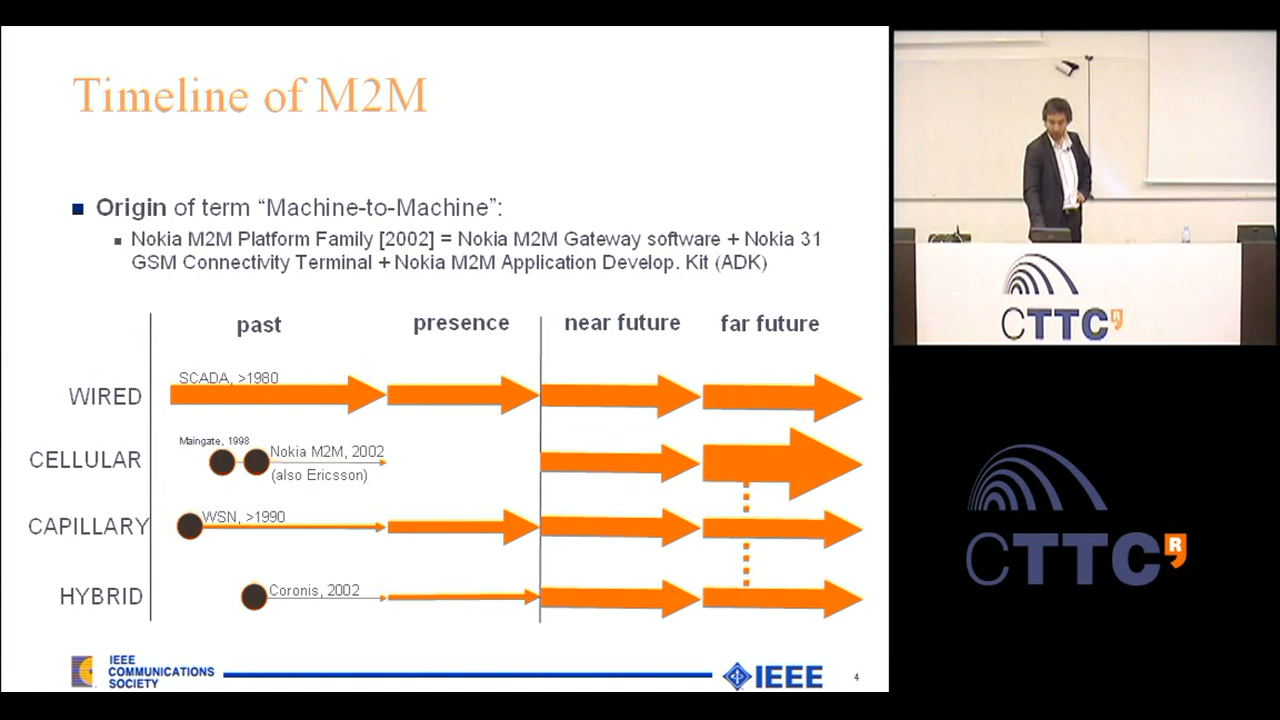 Timeline of M2M
Origin of term “Machine-to-Machine”:
Nokia M2M Platform Family [2002] = Nokia M2M Gateway software + Nokia 31
GSM Connectivity Terminal + Nokia M2M Application Develop. Kit (ADK)
past presence near future far future
WIRED SCADA, >1980
CELLULAR Maingate, 1998 Nokia M2M, 2002
(also Ericsson)
CAPILLARY WSN, >1990
HYBRID Coronis, 2002
IEEE
COMMUNICATIONS
SOCIETY
IEEE
4
CTTC R
CTTC R